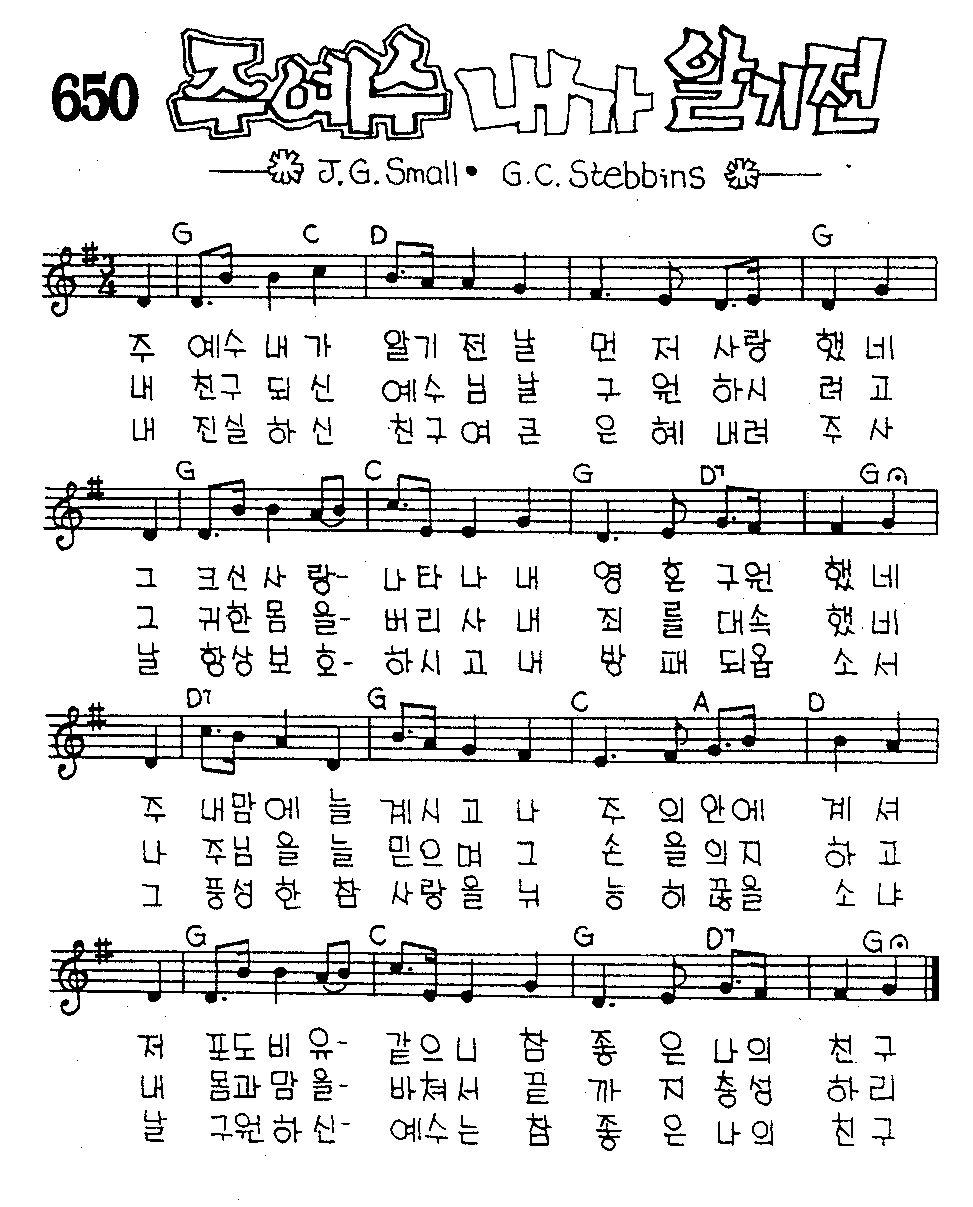 650 주예수 내가 알기전
J.G.Small• G.C.Stebbins
G C D G
3/4
주 예수 내 가 알기 전 날 먼 저 사랑 했 네
내 친구 되 신 예수 님 날 구 원 하시 려 고
내 진실 하 신 친구 여 큰 은 혜 내려 주 사
G C G D7 G
그 크신 사 랑- 나타 나 내 영 혼 구원 했 네
그 귀한 몸 을- 버리 사 내 죄 를 대속 했 네
날 항상 보 호- 하시 고 내 방 패 되옵 소 서
D7 G C A D
주 내맘 에 늘 계시 고 나 주 의 안에 계 셔
나 주님 을 늘 믿으 며 그 손 을 의지 하 고
그 풍성 한 참 사랑 을 뉘 능 히 끊을 소 냐
G C G D7 G
저 포도 비 유- 같으 니 참 좋 은 나의 친 구
내 몸과 맘 을- 바쳐 서 끝 까 지 충성 하 리
날 구원 하 신- 예수 는 참 좋 은 나의 친 구